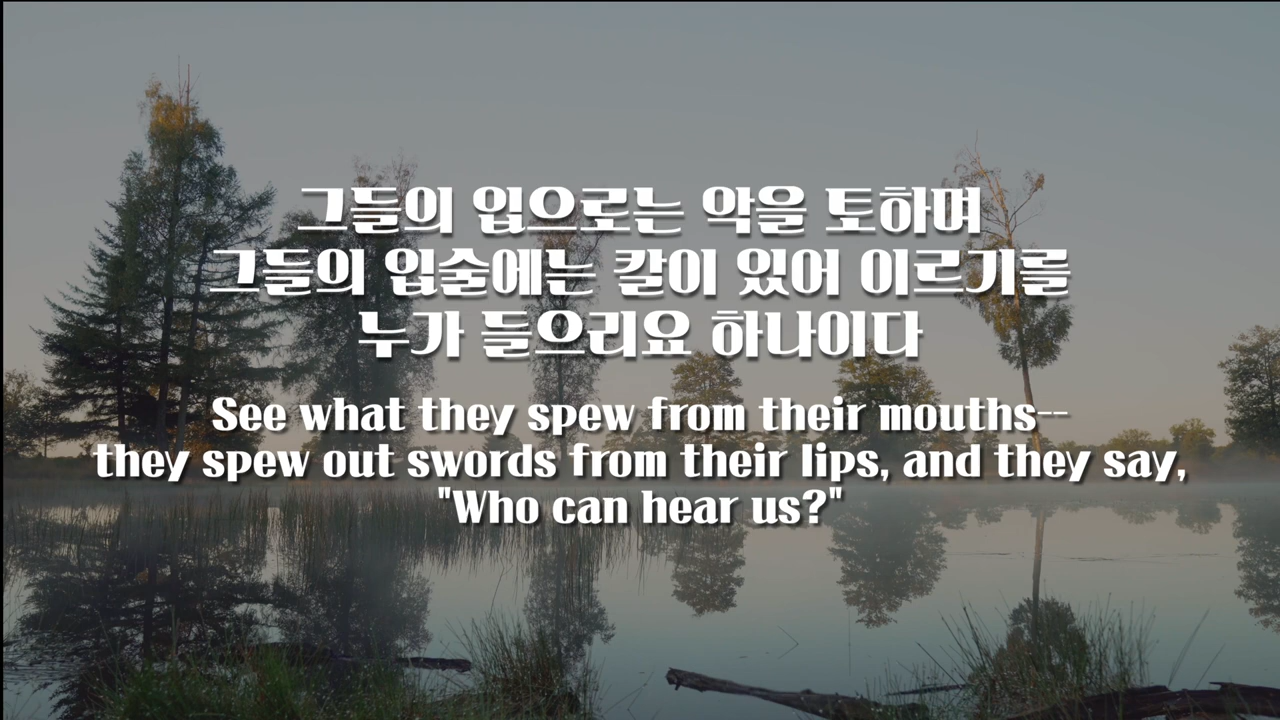 그들의 입으로는 악을 토하며
그들의 입술에는 칼이 있어 이르기를
누가 들으리요 하나이다
See what they spew from their mouths--
they spew out swords from their lips, and they say,
"Who can hear us?"